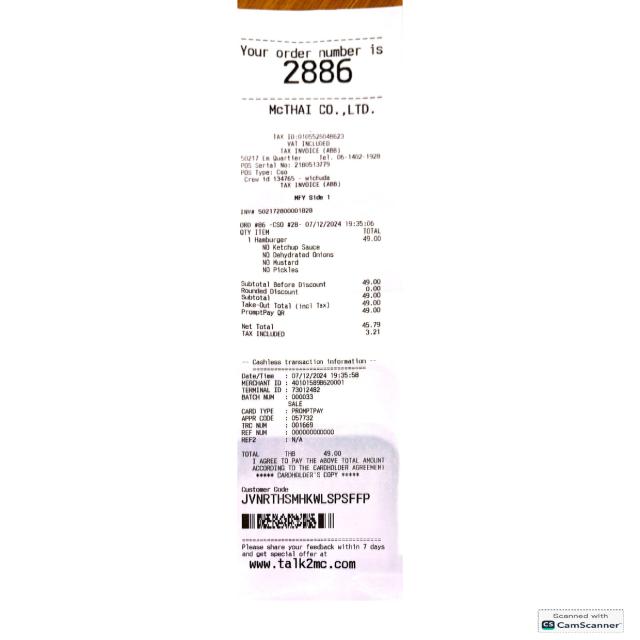 Your order number is
2886
McTHAI CO.,LTD.
TAX ID:0105525048623
VAT INCLUDED
TAX INVOICE (ABB)
50217 Em Quartier Tel. 06-1402-1928
POS Serial No: 2180513779
POS Type: Cso
Crew id 134765 - wichuda
TAX INVOICE (ABB)
MFY Side 1
INV# 502172800001828
ORD #86 -CSO #28- 07/12/2024 19:35:06
QTY ITEM TOTAL
1 Hamburger 49.00
NO Ketchup Sauce
NO Dehydrated Onions
NO Mustard
NO Pickles
Subtotal Before Discount 49.00
Rounded Discount 0.00
Subtotal 49.00
Take-Out Total (incl Tax) 49.00
PromptPay QR 49.00
Net Total 45.79
TAX INCLUDED 3.21
-- Cashless transaction information --
Date/Time : 07/12/2024 19:35:58
MERCHANT ID : 401015898620001
TERMINAL ID : 73012482
BATCH NUM : 000033
SALE
CARD TYPE : PROMPTPAY
APPR CODE : 057732
TRC NUM : 001669
REF NUM : 000000000000
REF2 : N/A
TOTAL THB 49.00
I AGREE TO PAY THE ABOVE TOTAL AMOUNT
ACCORDING TO THE CARDHOLDER AGREEMENT
***** CARDHOLDER'S COPY *****
Customer Code
JVNRTHSMHKWLSPSFFP
Please share your feedback within 7 days
and get special offer at
www.talk2mc.com
Scanned with
CS CamScanner